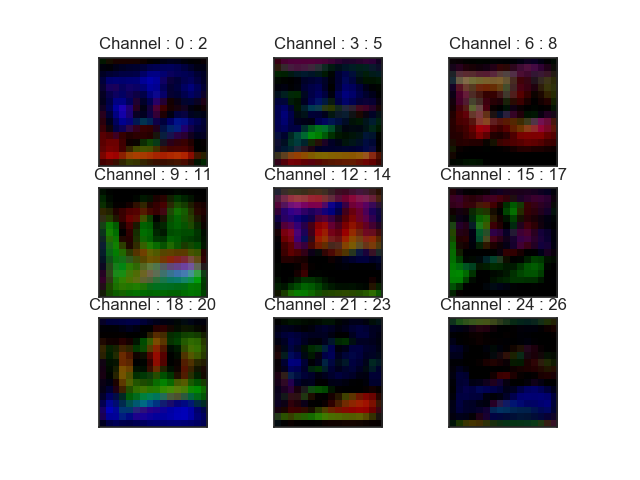 Channel : 0 : 2 Channel : 3 : 5 Channel : 6 : 8
Channel : 9 : 11 Channel : 12 : 14 Channel : 15 : 17
Channel : 18 : 20 Channel : 21 : 23 Channel : 24 : 26